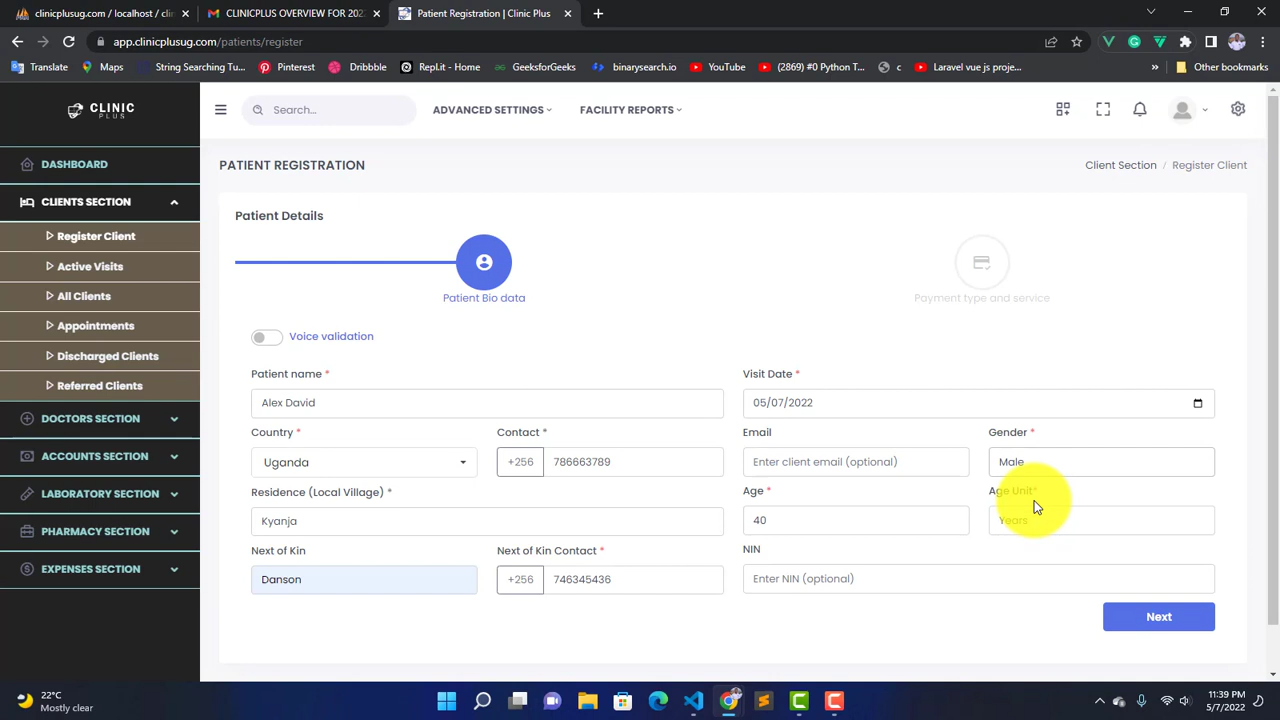 clinicplusug.com / localhost / cli
CLINICPLUS OVERVIEW FOR 202
Patient Registration | Clinic Plus
app.clinicplusug.com/patients/register
Translate
Maps
String Searching Tu...
Pinterest
Dribbble
Repl.it - Home
GeeksforGeeks
binarysearch.io
YouTube
(2869) #0 Python T...
c
Laravel vue js proje...
»
Other bookmarks
CLINIC
PLUS
Search...
ADVANCED SETTINGS
FACILITY REPORTS
DASHBOARD
CLIENTS SECTION
Register Client
Active Visits
All Clients
Appointments
Discharged Clients
Referred Clients
DOCTORS SECTION
ACCOUNTS SECTION
LABORATORY SECTION
PHARMACY SECTION
EXPENSES SECTION
PATIENT REGISTRATION
Client Section / Register Client
Patient Details
Patient Bio data
Payment type and service
Voice validation
Patient name *
Visit Date *
Alex David
05/07/2022
Country *
Contact *
Email
Gender *
Uganda
+256
786663789
Enter client email (optional)
Male
Residence (Local Village) *
Age *
Age Unit*
Kyanja
40
Years
Next of Kin
Next of Kin Contact *
NIN
Danson
+256
746345436
Enter NIN (optional)
Next
22°C
Mostly clear
11:39 PM
5/7/2022